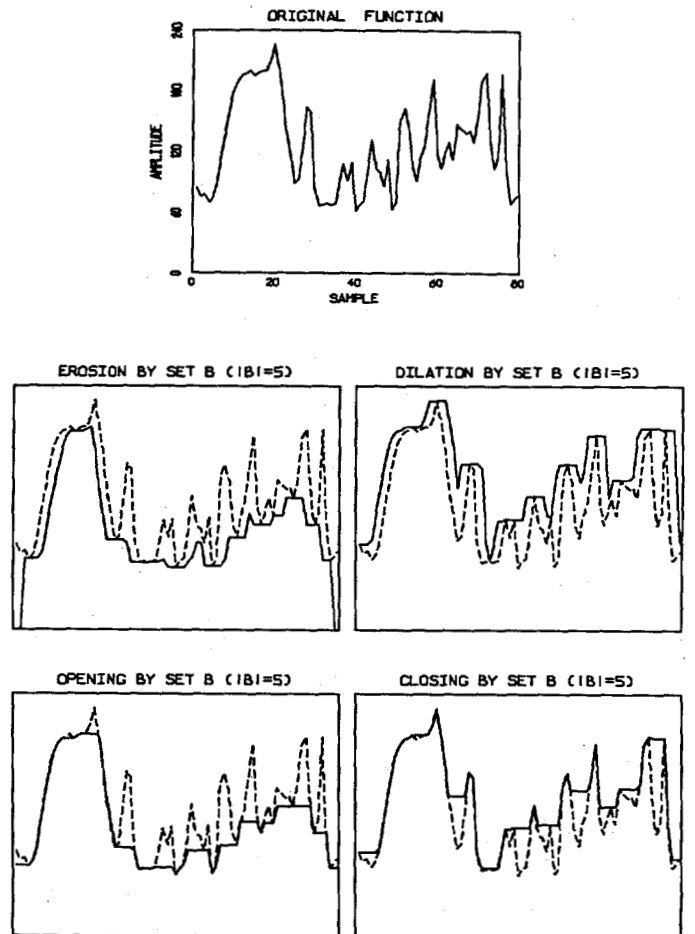 ORIGINAL FUNCTION
240
180
120
60
0
AMPLITUDE
0 20 40 60 80
SAMPLE
EROSION BY SET B (|B|=5) DILATION BY SET B (|B|=5)
OPENING BY SET B (|B|=5) CLOSING BY SET B (|B|=5)